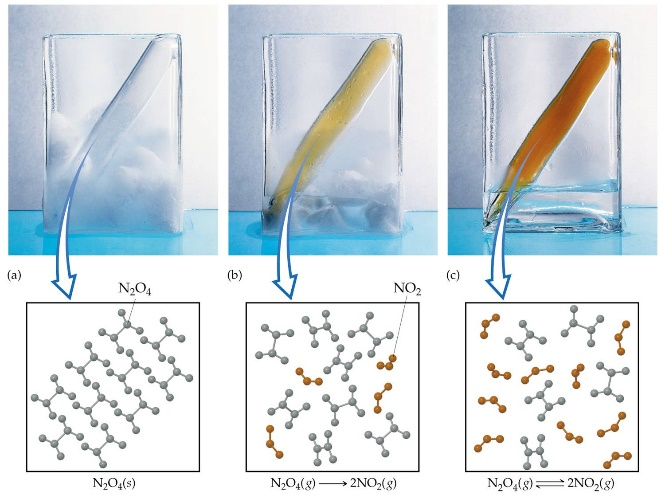 (a)
(b)
(c)
N₂O₄
NO₂
N₂O₄(s)
N₂O₄(g) ⟶ 2NO₂(g)
N₂O₄(g) ⇌ 2NO₂(g)